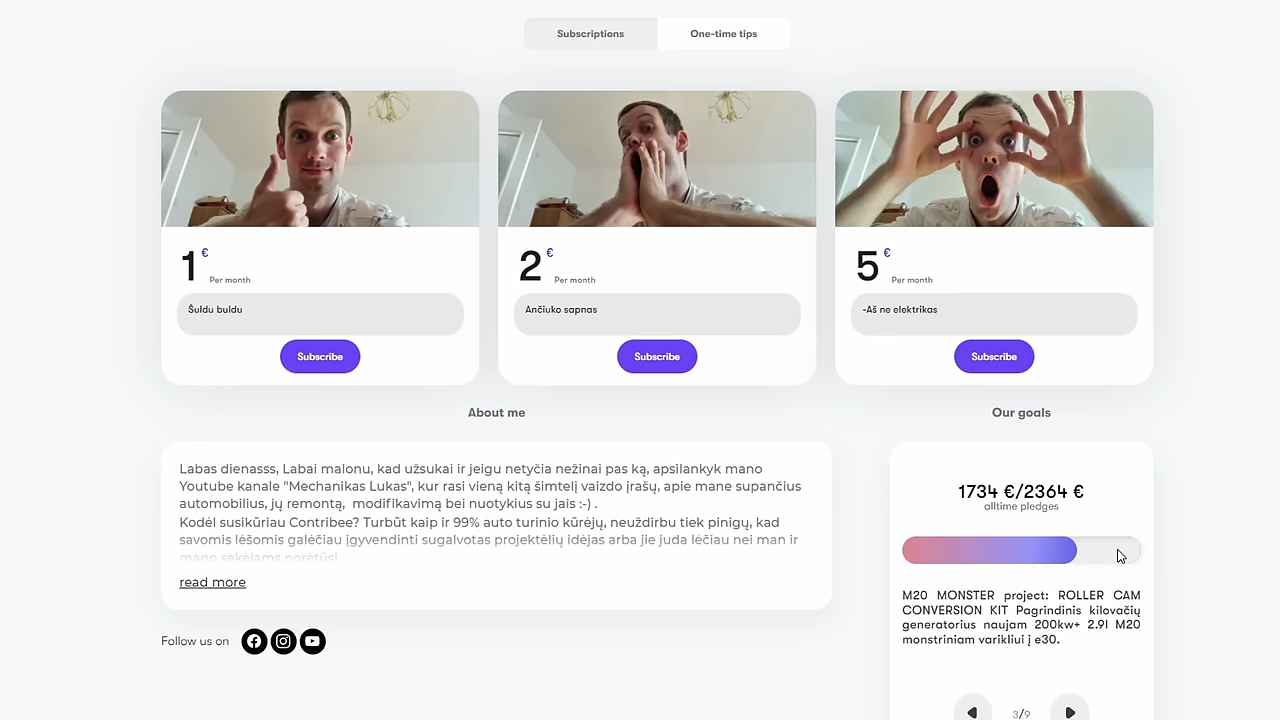 Subscriptions
One-time tips
1 €
Per month
Šuldu buldu
Subscribe
2 €
Per month
Ančiuko sapnas
Subscribe
5 €
Per month
-Aš ne elektrikas
Subscribe
About me
Labas dienasss, Labai malonu, kad užsukai ir jeigu netyčia nežinai pas ką, apsilankyk mano
Youtube kanale "Mechanikas Lukas", kur rasi vieną kitą šimtelį vaizdo įrašų, apie mane supančius
automobilius, jų remontą, modifikavimą bei nuotykius su jais :-) .
Kodėl susikūriau Contribee? Turbūt kaip ir 99% auto turinio kūrėjų, neuždirbu tiek pinigų, kad
savomis lėšomis galėčiau įgyvendinti sugalvotas projektėlių idėjas arba jie juda lėčiau nei man ir
mano sekėjams norėtųsi.
read more
Follow us on
Our goals
1734 €/2364 €
alltime pledges
M20 MONSTER project: ROLLER CAM
CONVERSION KIT Pagrindinis kilovačių
generatorius naujam 200kw+ 2.9l M20
monstriniam varikliui į e30.
3/9